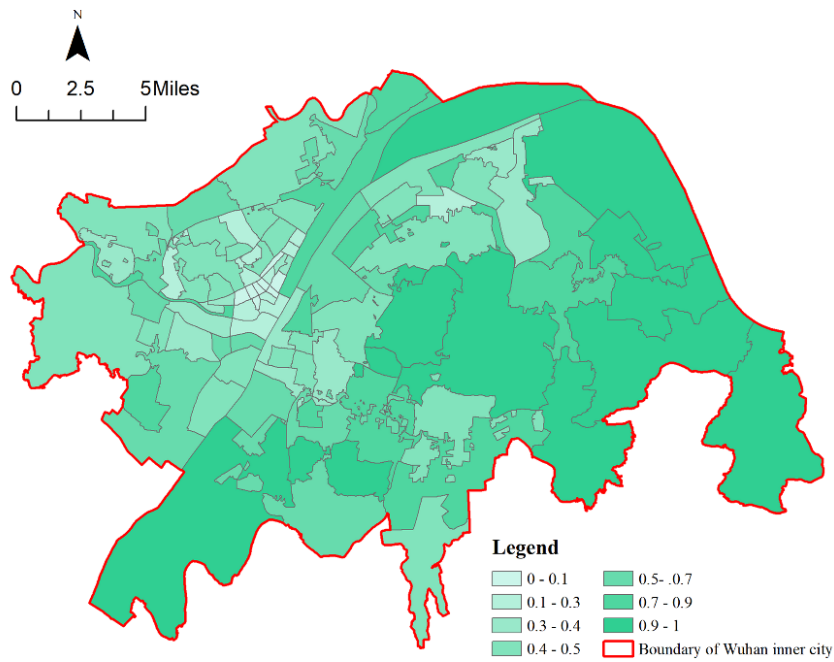 N
0 2.5 5Miles
Legend
0 - 0.1 0.5- .0.7
0.1 - 0.3 0.7 - 0.9
0.3 - 0.4 0.9 - 1
0.4 - 0.5 Boundary of Wuhan inner city